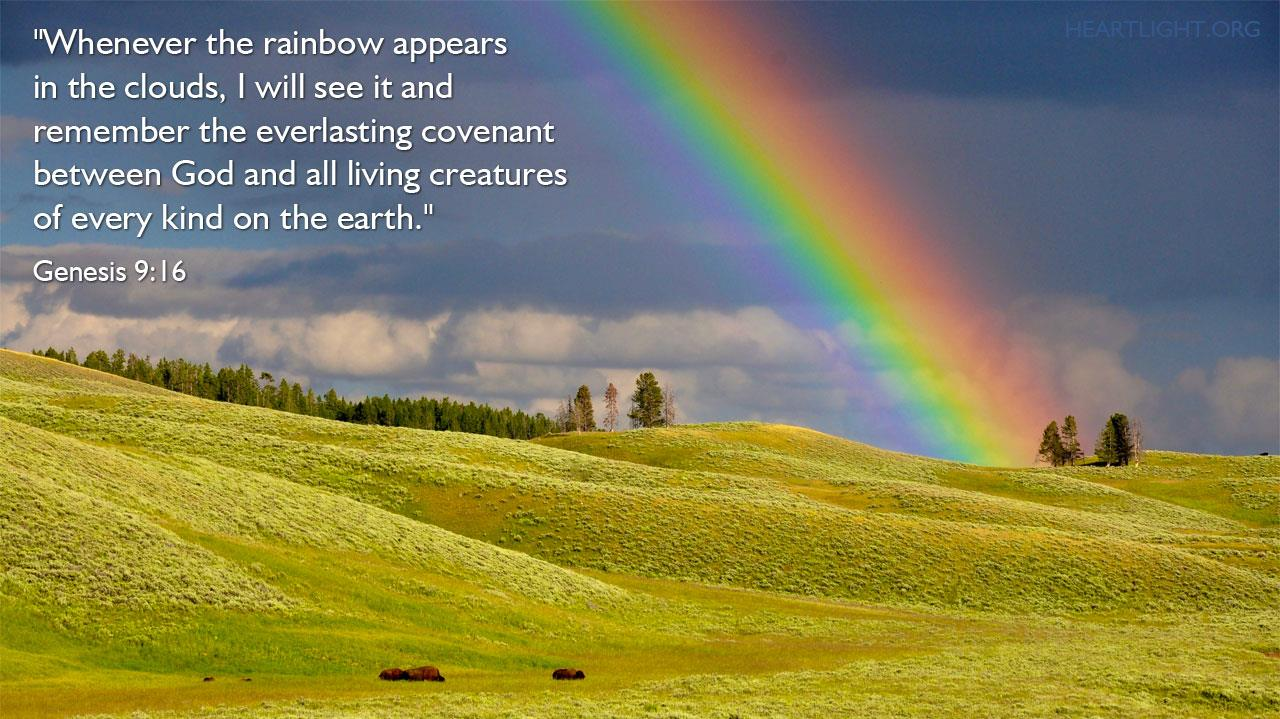 HEARTLIGHT.ORG
"Whenever the rainbow appears
in the clouds, I will see it and
remember the everlasting covenant
between God and all living creatures
of every kind on the earth."
Genesis 9:16